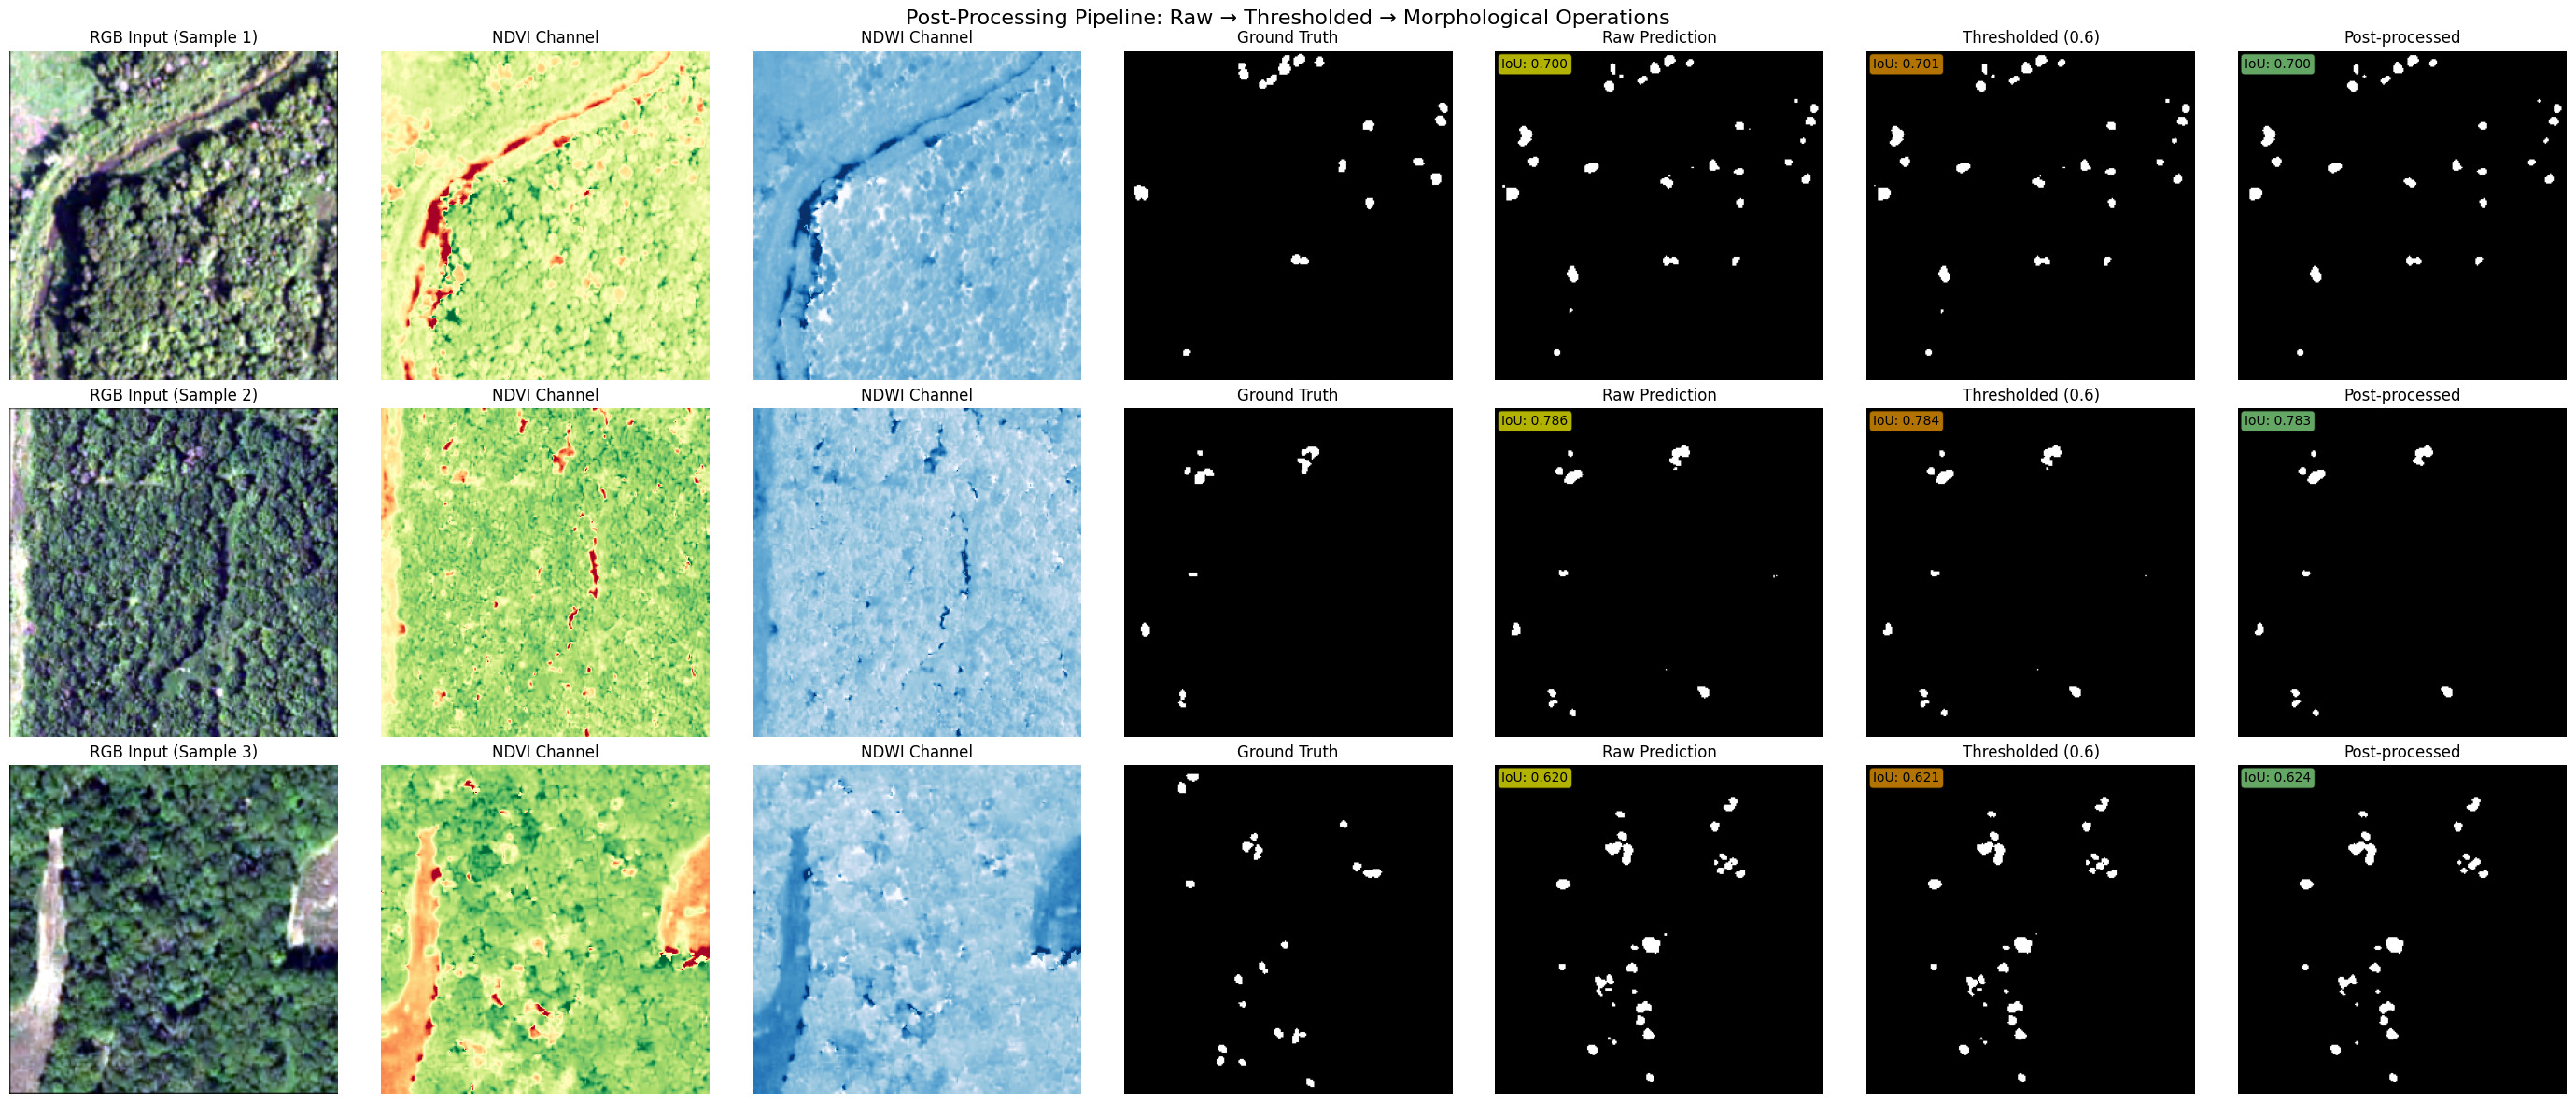 Post-Processing Pipeline: Raw → Thresholded → Morphological Operations
RGB Input (Sample 1)
NDVI Channel
NDWI Channel
Ground Truth
Raw Prediction
Thresholded (0.6)
Post-processed
IoU: 0.700
IoU: 0.701
IoU: 0.700
RGB Input (Sample 2)
NDVI Channel
NDWI Channel
Ground Truth
Raw Prediction
Thresholded (0.6)
Post-processed
IoU: 0.786
IoU: 0.784
IoU: 0.783
RGB Input (Sample 3)
NDVI Channel
NDWI Channel
Ground Truth
Raw Prediction
Thresholded (0.6)
Post-processed
IoU: 0.620
IoU: 0.621
IoU: 0.624